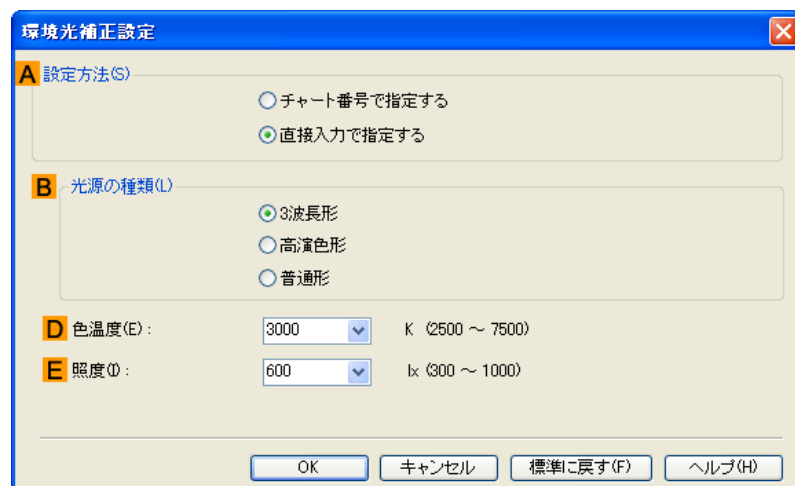 環境光補正設定
A 設定方法(S)
チャート番号で指定する
直接入力で指定する
B 光源の種類(L)
3波長形
高演色形
普通形
D 色温度(E): 3000 K (2500 ～ 7500)
E 照度(I): 600 lx (300 ～ 1000)
OK キャンセル 標準に戻す(F) ヘルプ(H)